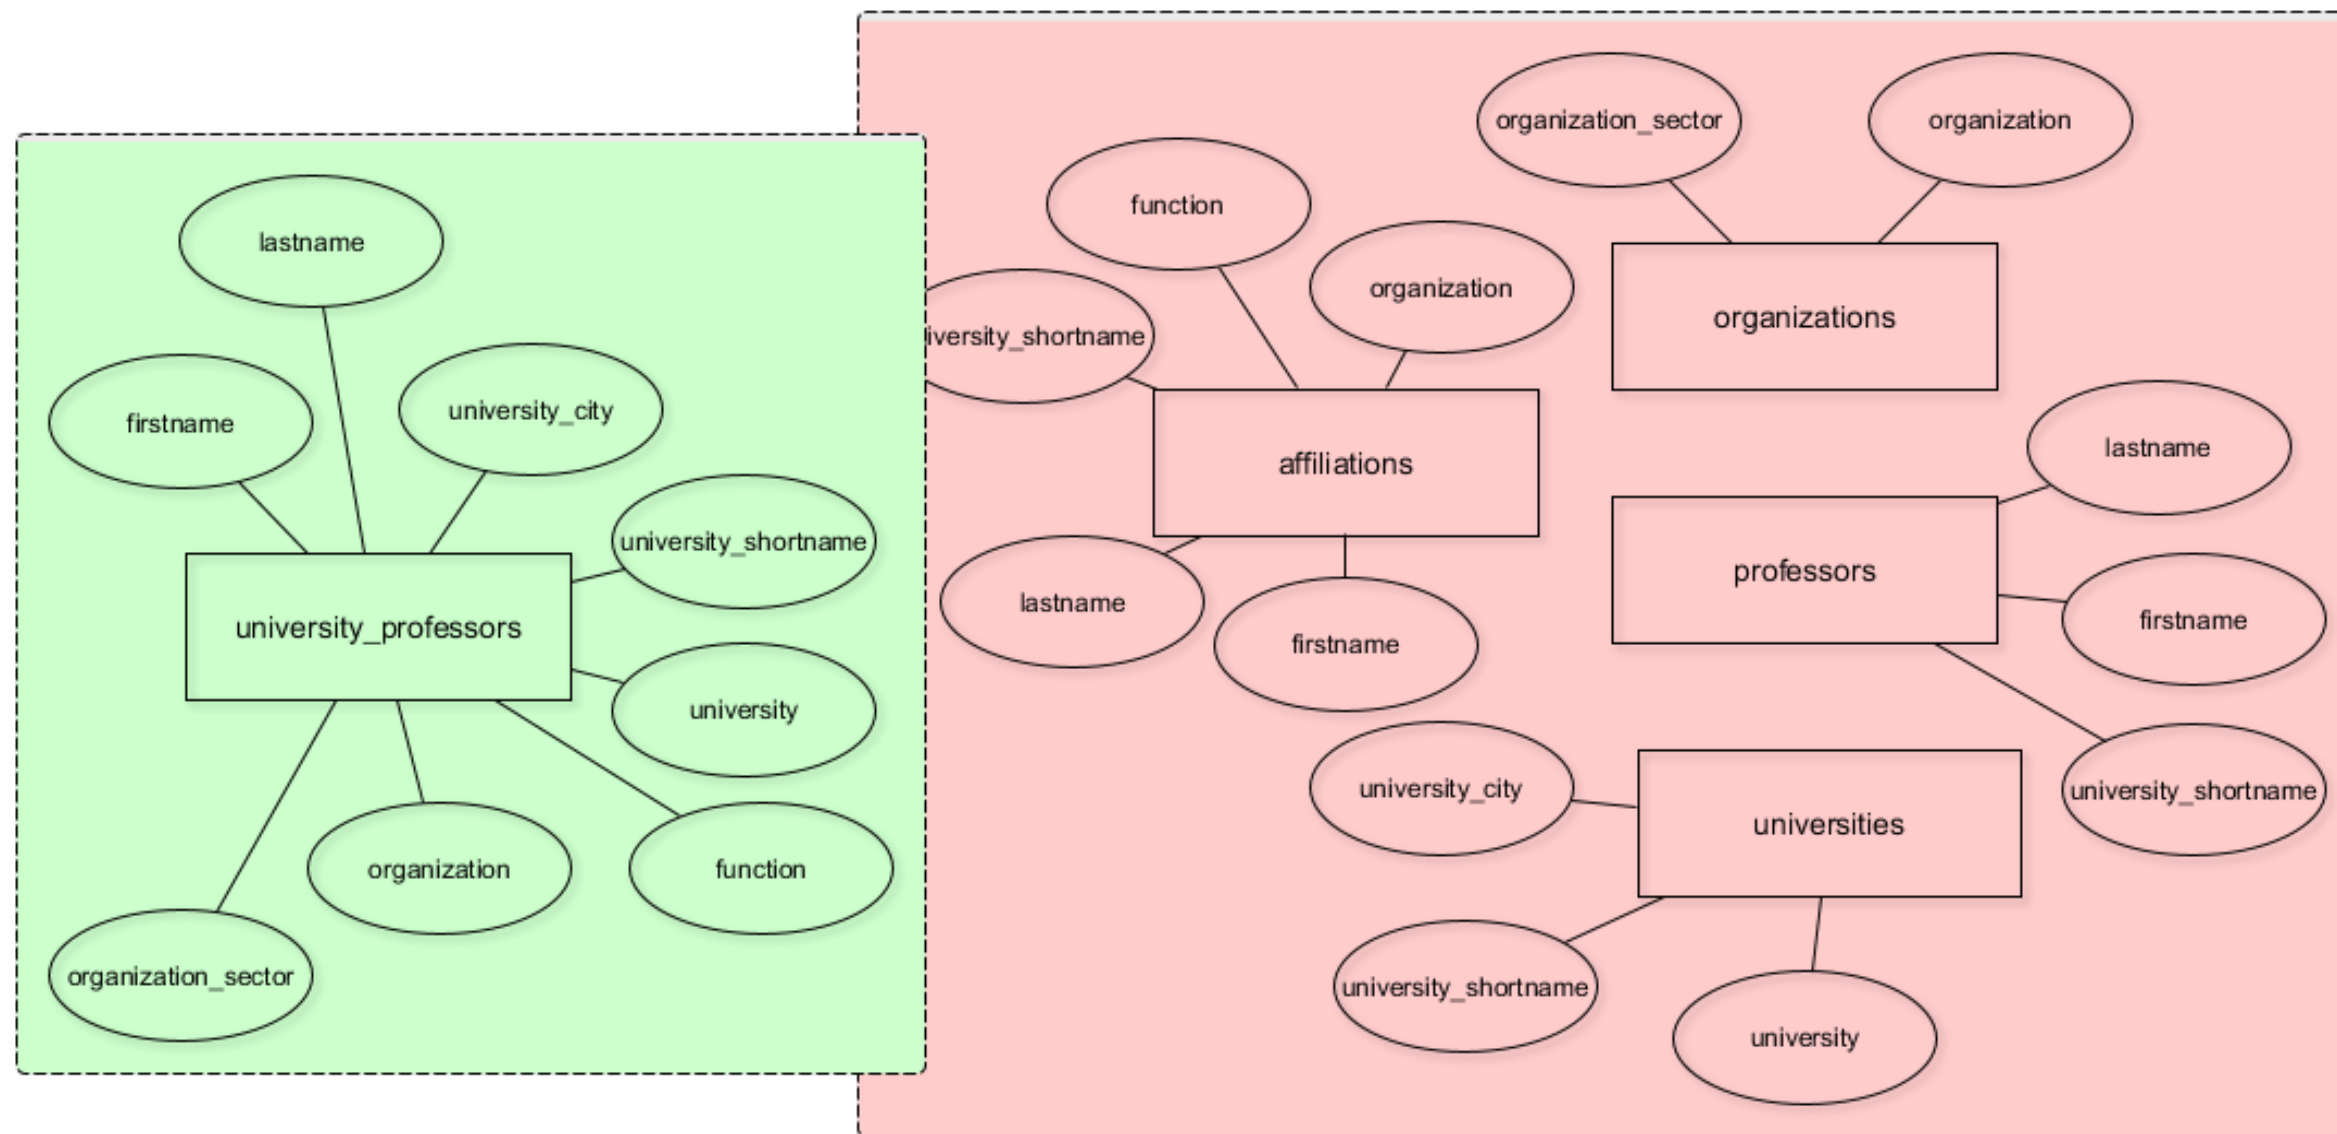 lastname
firstname
university_city
university_shortname
university_professors
university
organization
function
organization_sector
organization_sector
organization
function
organization
iversity_shortname
organizations
affiliations
lastname
professors
lastname
firstname
firstname
university_city
university_shortname
universities
university_shortname
university